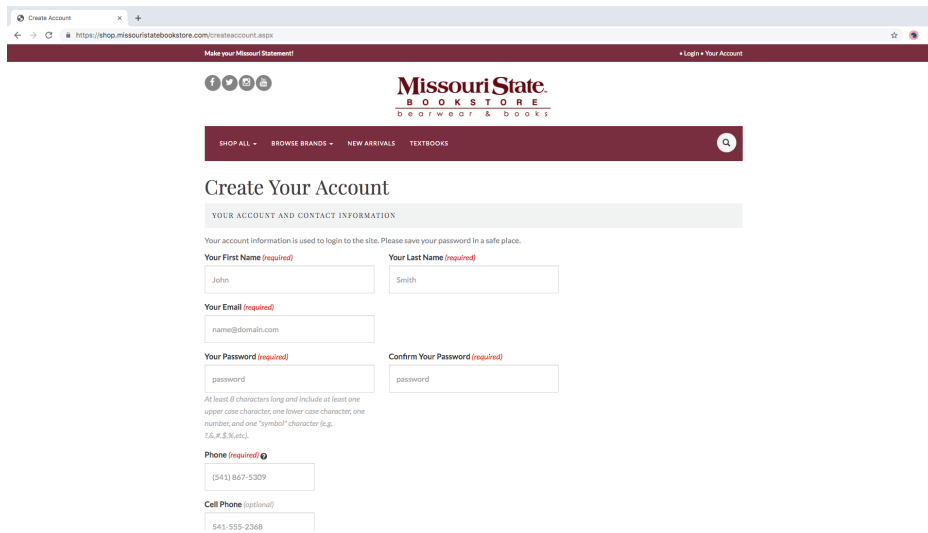 Create Account
https://shop.missouristatebookstore.com/createaccount.aspx
Make your Missouri Statement! • Login • Your Account
Missouri State.
BOOKSTORE
bearwear & books
SHOP ALL BROWSE BRANDS NEW ARRIVALS TEXTBOOKS
Create Your Account
YOUR ACCOUNT AND CONTACT INFORMATION
Your account information is used to login to the site. Please save your password in a safe place.
Your First Name (required) Your Last Name (required)
John Smith
Your Email (required)
name@domain.com
Your Password (required) Confirm Your Password (required)
password password
At least 8 characters long and include at least one
upper case character, one lower case character, one
number, and one "symbol" character (e.g.
?,&,#,$,%,etc).
Phone (required)
(541) 867-5309
Cell Phone (optional)
541-555-2368